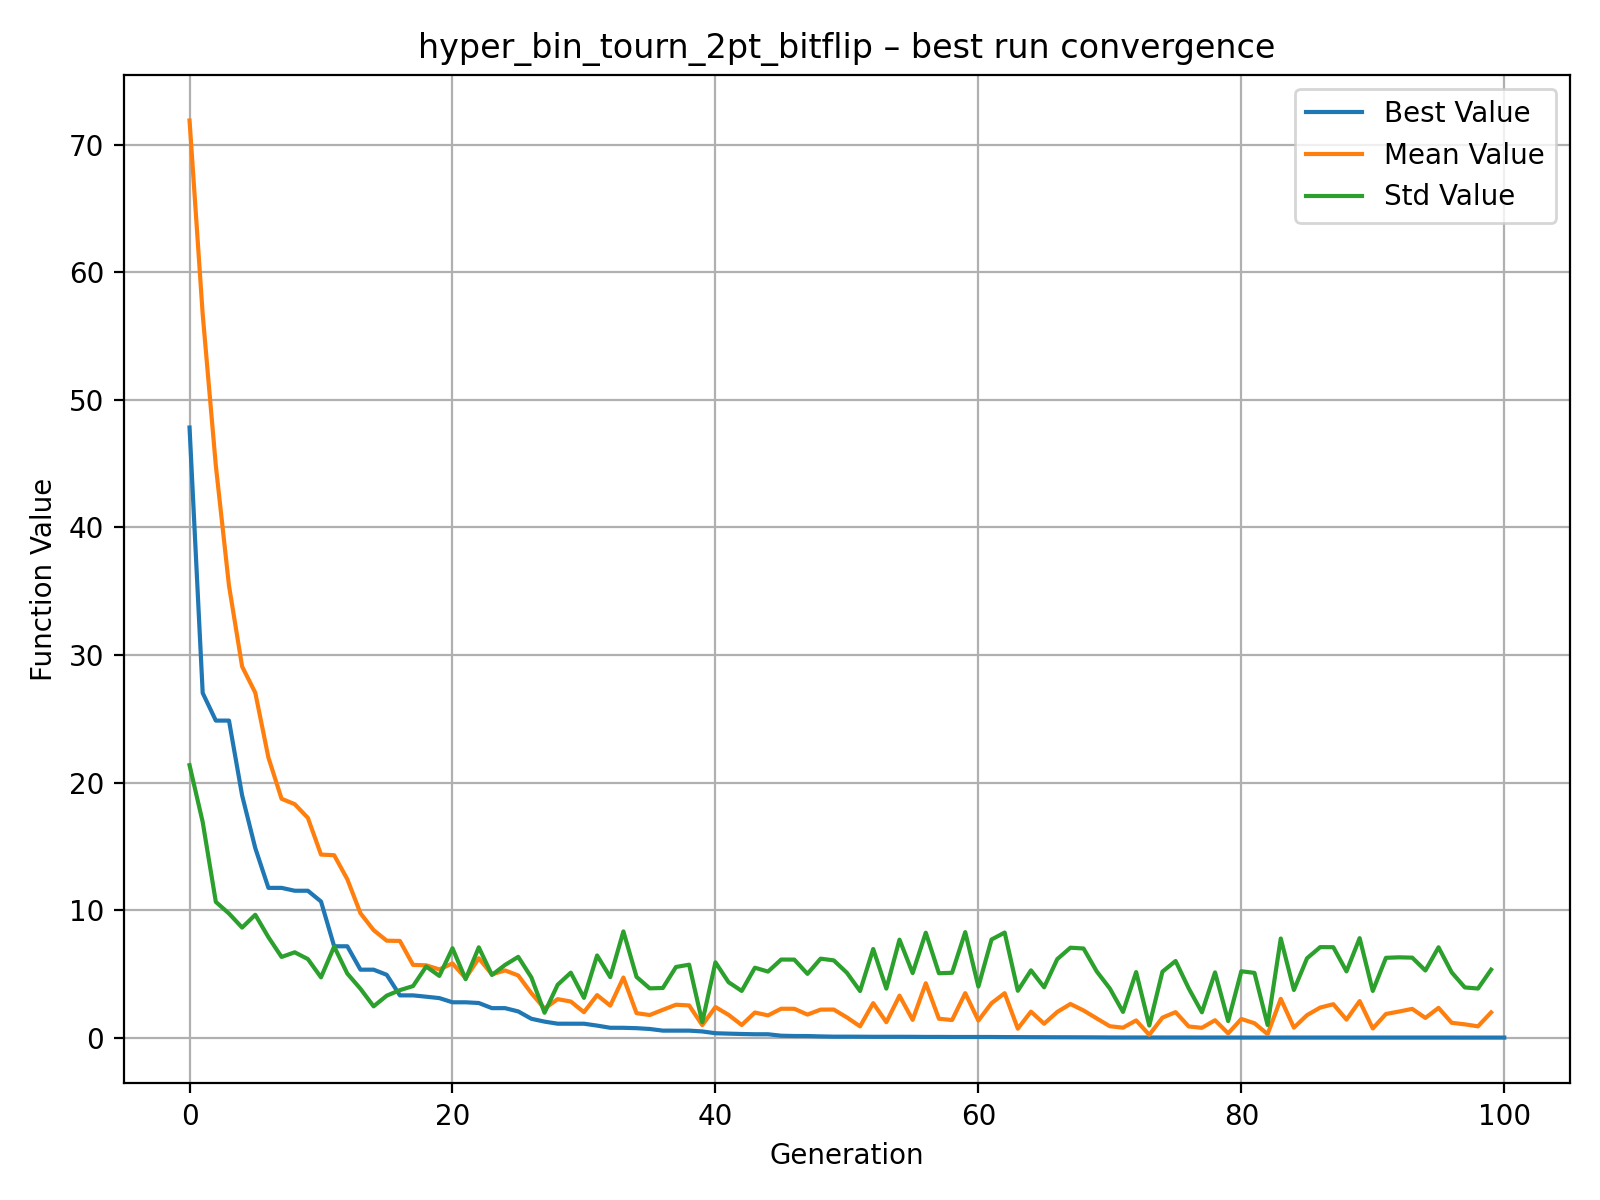 hyper_bin_tourn_2pt_bitflip – best run convergence
Best Value
Mean Value
Std Value
Function Value
70
60
50
40
30
20
10
0
0 20 40 60 80 100
Generation